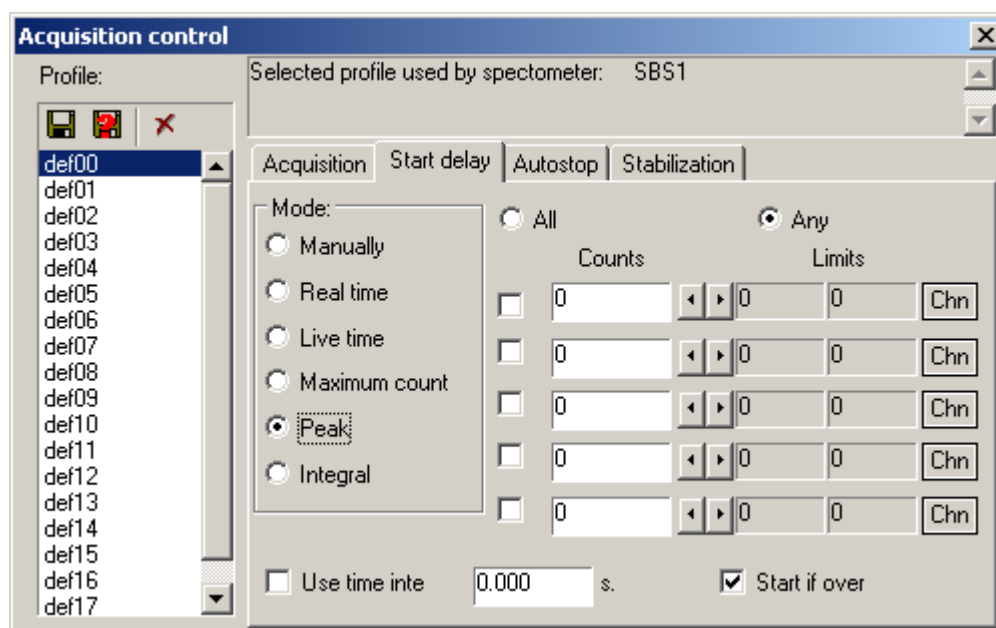 Acquisition control
Profile:
Selected profile used by spectometer: SBS1
def00
def01
def02
def03
def04
def05
def06
def07
def08
def09
def10
def11
def12
def13
def14
def15
def16
def17
Acquisition Start delay Autostop Stabilization
Mode:
Manually
Real time
Live time
Maximum count
Peak
Integral
All Any
Counts Limits
0 0 0 Chn
0 0 0 Chn
0 0 0 Chn
0 0 0 Chn
0 0 0 Chn
Use time inte 0.000 s. Start if over